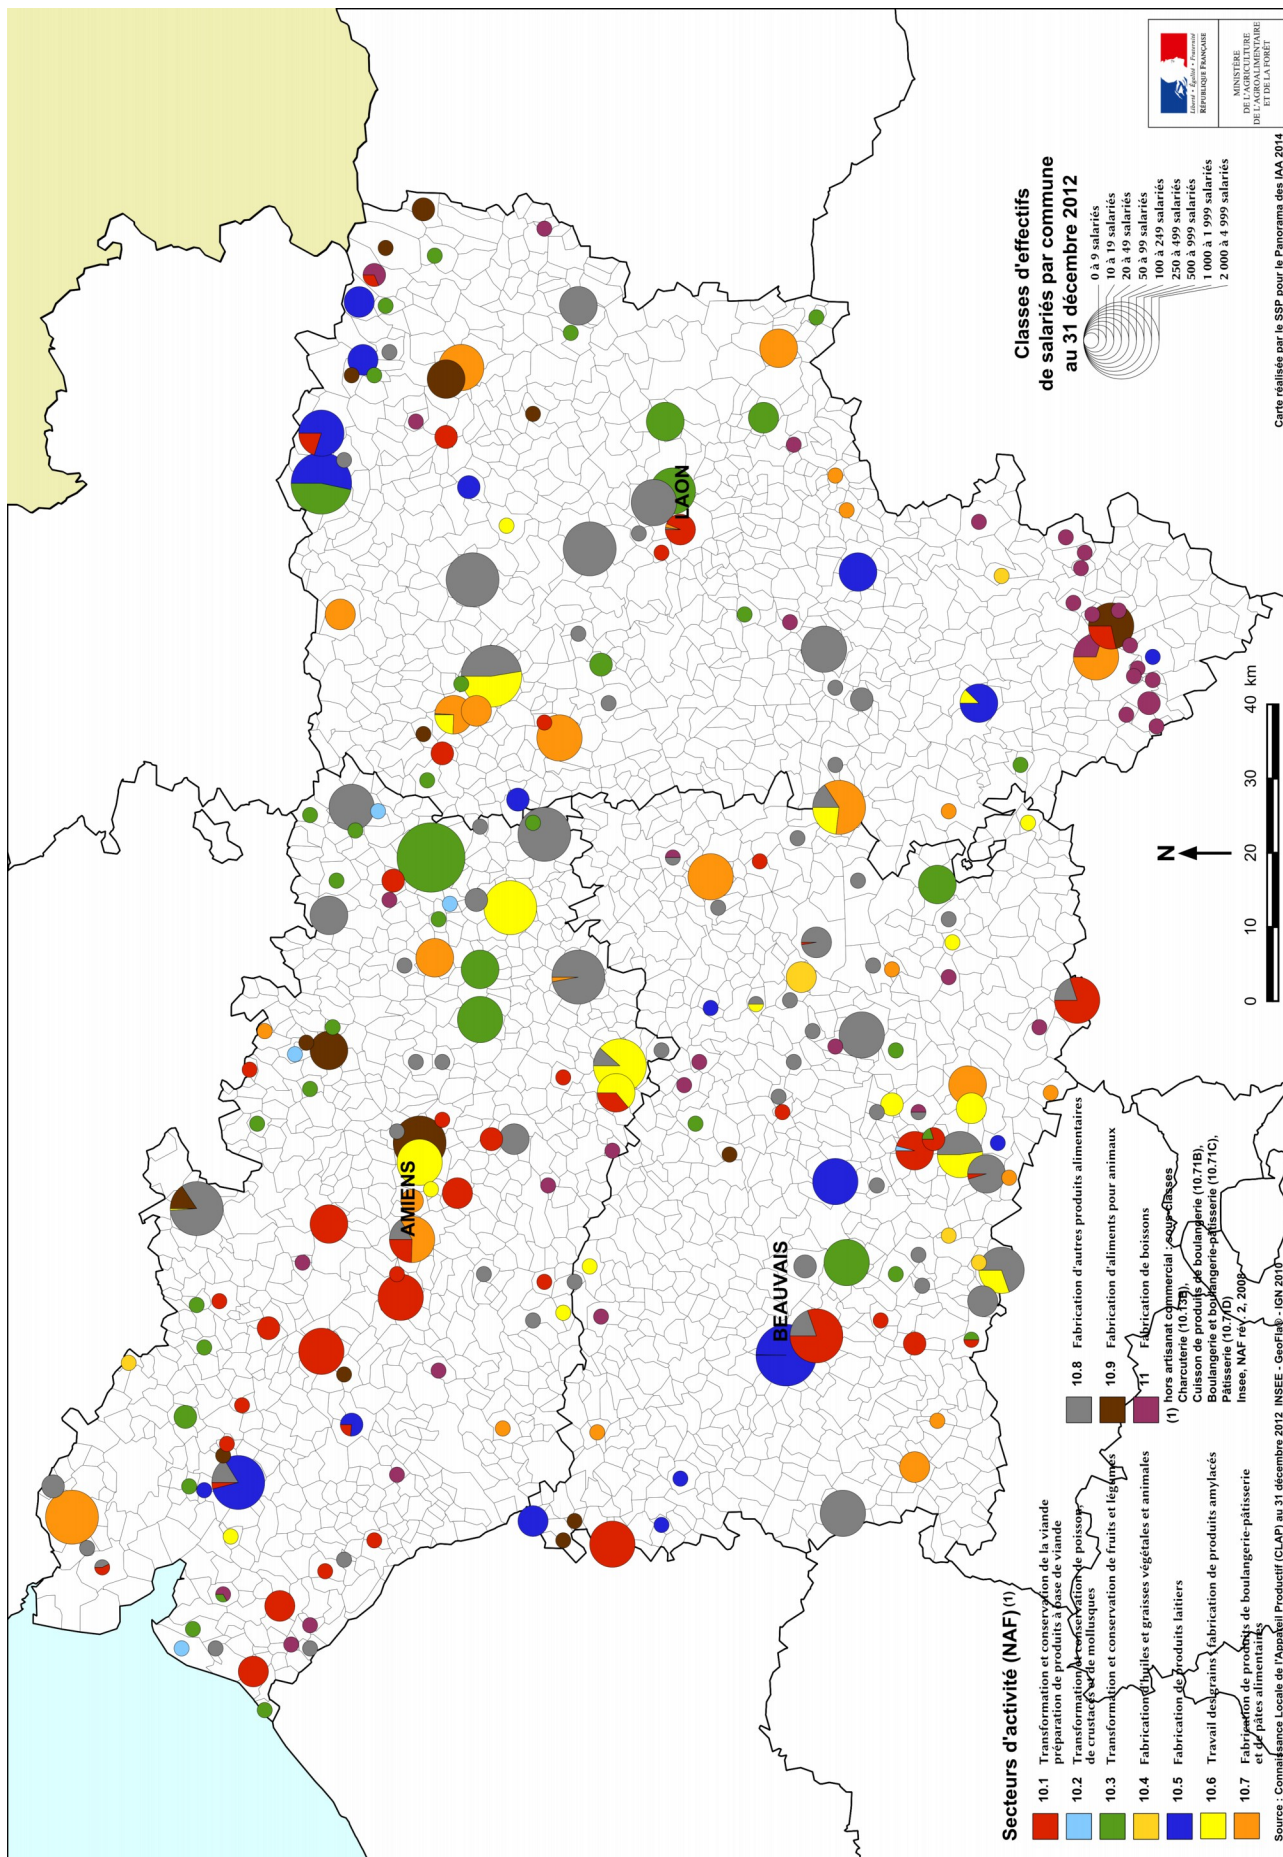 Liberté • Égalité • Fraternité
RÉPUBLIQUE FRANÇAISE
MINISTÈRE
DE L'AGRICULTURE
DE L'AGROALIMENTAIRE
ET DE LA FORÊT
Classes d'effectifs
de salariés par commune
au 31 décembre 2012
0 à 9 salariés
10 à 19 salariés
20 à 49 salariés
50 à 99 salariés
100 à 249 salariés
250 à 499 salariés
500 à 999 salariés
1 000 à 1 999 salariés
2 000 à 4 999 salariés
AMIENS
LAON
BEAUVAIS
N
0 10 20 30 40 km
Secteurs d'activité (NAF) (1)
10.1 Transformation et conservation de la viande
préparation de produits à base de viande
10.2 Transformation et conservation de poisson,
de crustacés et de mollusques
10.3 Transformation et conservation de fruits et légumes
10.4 Fabrication d'huiles et graisses végétales et animales
10.5 Fabrication de produits laitiers
10.6 Travail des grains ; fabrication de produits amylacés
10.7 Fabrication de produits de boulangerie-pâtisserie
et de pâtes alimentaires
10.8 Fabrication d'autres produits alimentaires
10.9 Fabrication d'aliments pour animaux
11 Fabrication de boissons
(1) hors artisanat commercial : sous-classes
Charcuterie (10.13B),
Cuisson de produits de boulangerie (10.71B),
Boulangerie et boulangerie-pâtisserie (10.71C),
Pâtisserie (10.71D)
Insee, NAF rév. 2, 2008
Source : Connaissance Locale de l'Appareil Productif (CLAP) au 31 décembre 2012 INSEE - GeoFla® - IGN 2010
Carte réalisée par le SSP pour le Panorama des IAA 2014